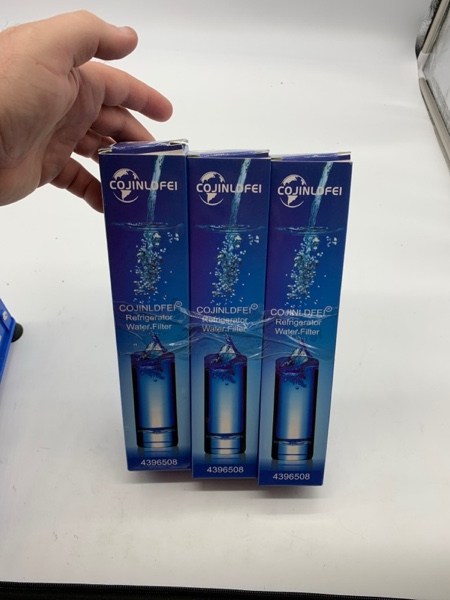 COJINLDFEI
COJINLDFEI®
Refrigerator
Water Filter
4396508
COJINLDFEI
COJINLDFEI®
Refrigerator
Water Filter
4396508
COJINLDFEI
COJINLDFEI®
Refrigerator
Water Filter
4396508